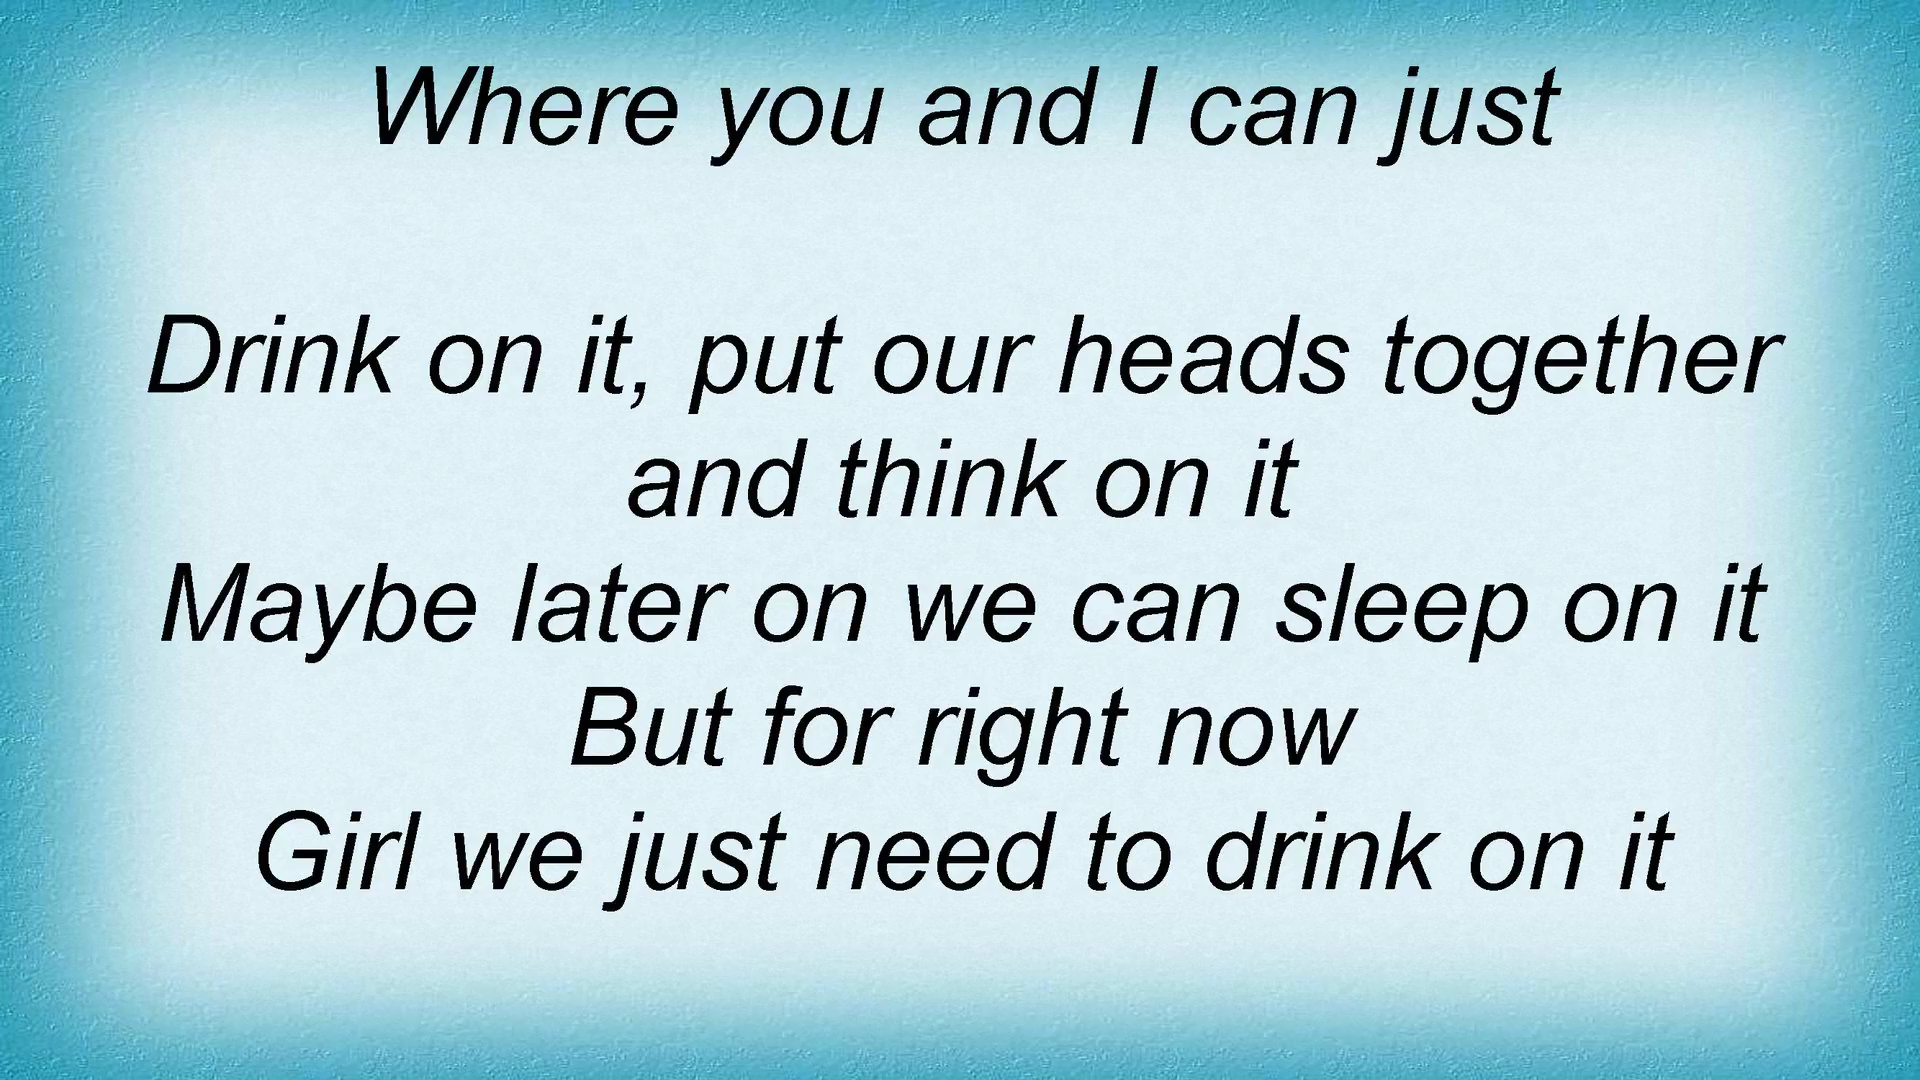 Where you and I can just
Drink on it, put our heads together
and think on it
Maybe later on we can sleep on it
But for right now
Girl we just need to drink on it